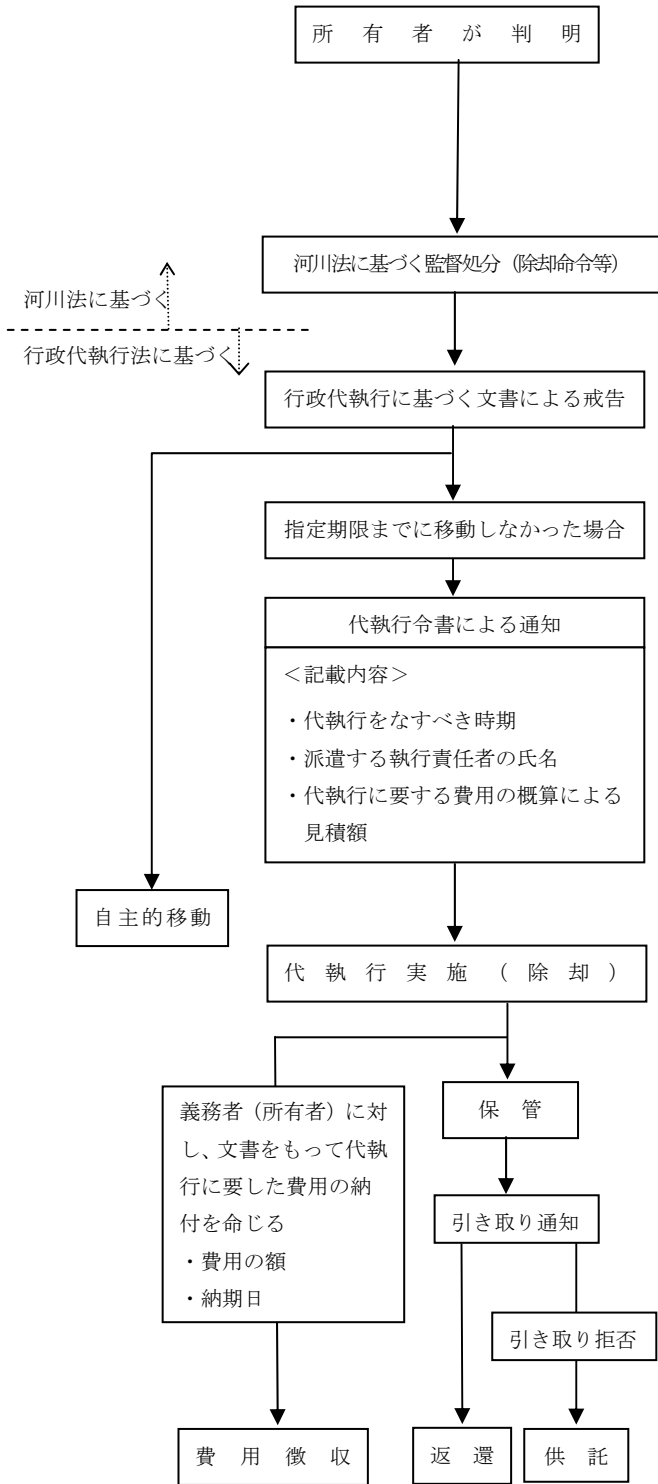 所有者が判明
河川法に基づく監督処分（除却命令等）
河川法に基づく
行政代執行法に基づく
行政代執行に基づく文書による戒告
指定期限までに移動しなかった場合
代執行令書による通知
＜記載内容＞
・代執行をなすべき時期
・派遣する執行責任者の氏名
・代執行に要する費用の概算による
見積額
自主的移動
代執行実施（除却）
義務者（所有者）に対
し、文書をもって代執
行に要した費用の納
付を命じる
・費用の額
・納期日
保管
引き取り通知
引き取り拒否
費用徴収
返還
供託